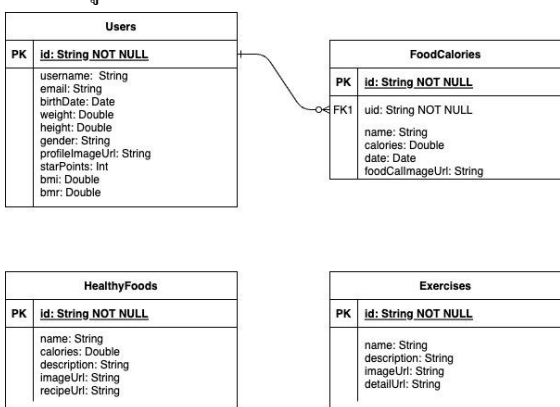 Users
PK id: String NOT NULL
username: String
email: String
birthDate: Date
weight: Double
height: Double
gender: String
profileImageUrl: String
starPoints: Int
bmi: Double
bmr: Double
FoodCalories
PK id: String NOT NULL
FK1 uid: String NOT NULL
name: String
calories: Double
date: Date
foodCalImageUrl: String
HealthyFoods
PK id: String NOT NULL
name: String
calories: Double
description: String
imageUrl: String
recipeUrl: String
Exercises
PK id: String NOT NULL
name: String
description: String
imageUrl: String
detailUrl: String